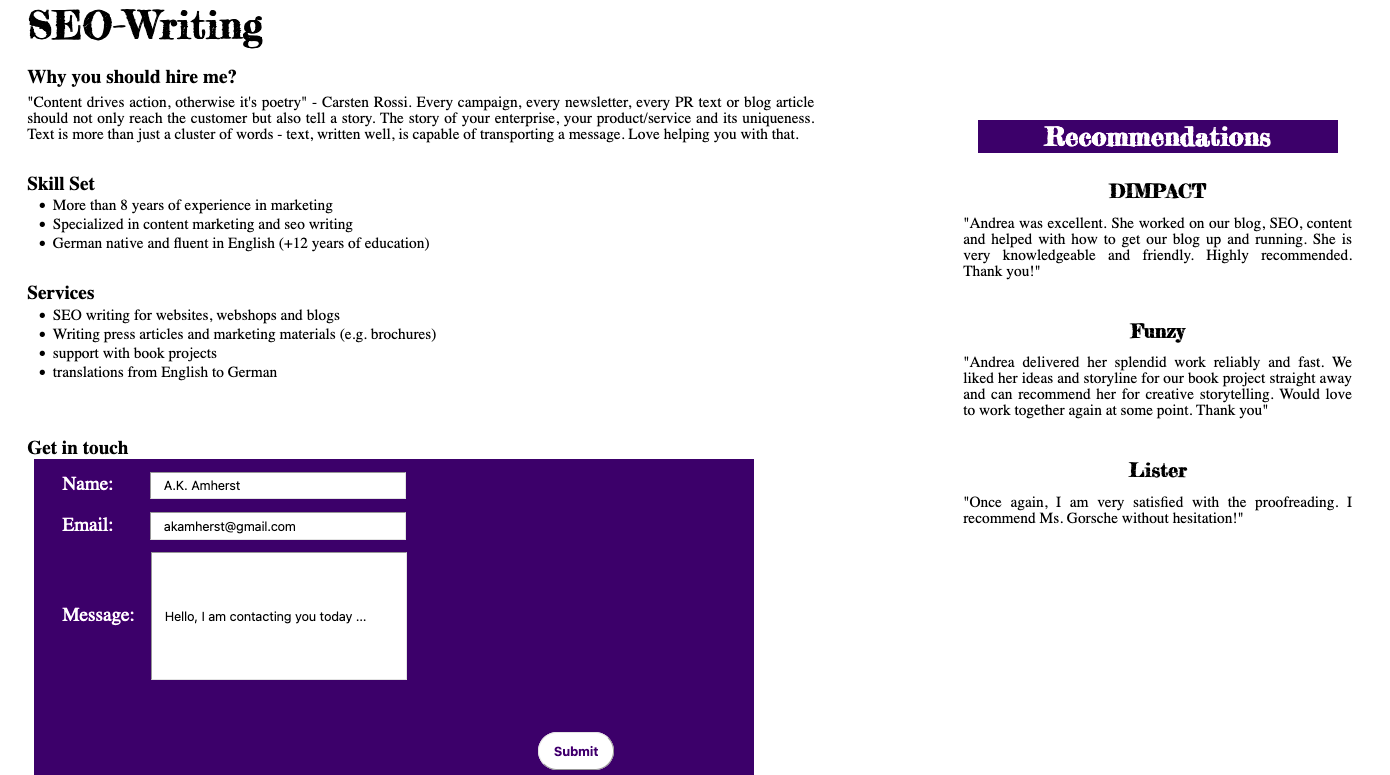 SEO-Writing
Why you should hire me?
"Content drives action, otherwise it's poetry" - Carsten Rossi. Every campaign, every newsletter, every PR text or blog article
should not only reach the customer but also tell a story. The story of your enterprise, your product/service and its uniqueness.
Text is more than just a cluster of words - text, written well, is capable of transporting a message. Love helping you with that.
Skill Set
• More than 8 years of experience in marketing
• Specialized in content marketing and seo writing
• German native and fluent in English (+12 years of education)
Services
• SEO writing for websites, webshops and blogs
• Writing press articles and marketing materials (e.g. brochures)
• support with book projects
• translations from English to German
Get in touch
Name: A.K. Amherst
Email: akamherst@gmail.com
Message: Hello, I am contacting you today ...
Submit
Recommendations
DIMPACT
"Andrea was excellent. She worked on our blog, SEO, content
and helped with how to get our blog up and running. She is
very knowledgeable and friendly. Highly recommended.
Thank you!"
Funzy
"Andrea delivered her splendid work reliably and fast. We
liked her ideas and storyline for our book project straight away
and can recommend her for creative storytelling. Would love
to work together again at some point. Thank you"
Lister
"Once again, I am very satisfied with the proofreading. I
recommend Ms. Gorsche without hesitation!"